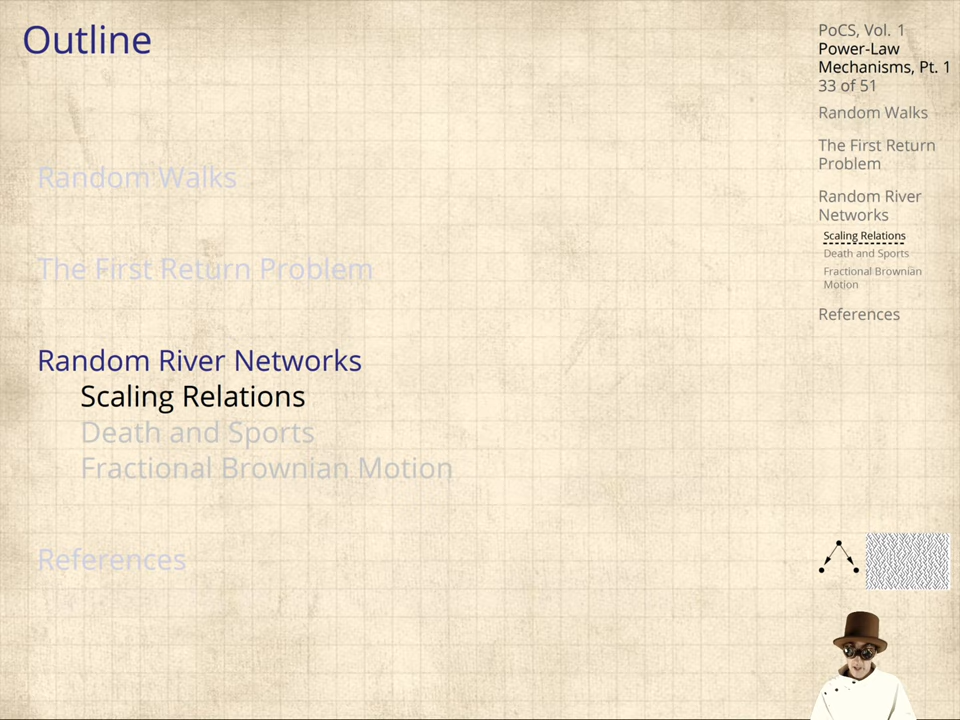 Outline
Random Walks
The First Return Problem
Random River Networks
Scaling Relations
Death and Sports
Fractional Brownian Motion
References
PoCS, Vol. 1
Power-Law
Mechanisms, Pt. 1
33 of 51
Random Walks
The First Return
Problem
Random River
Networks
Scaling Relations
Death and Sports
Fractional Brownian
Motion
References